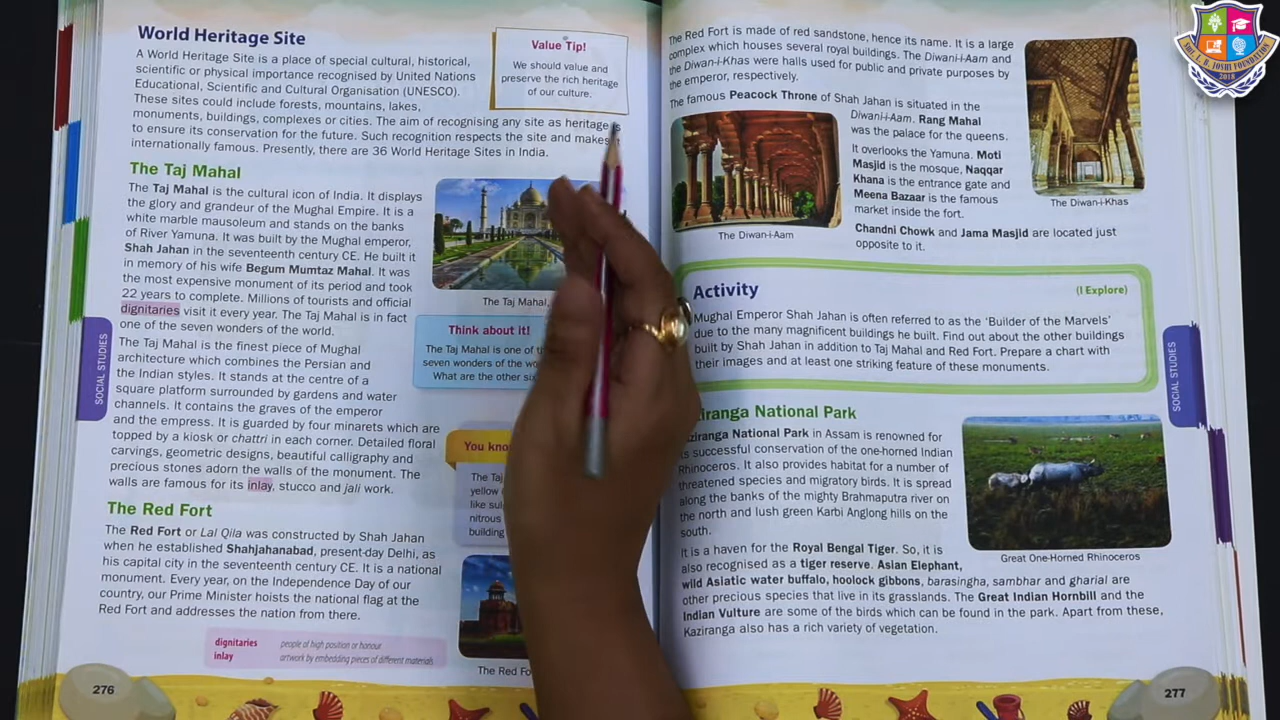 World Heritage Site
A World Heritage Site is a place of special cultural, historical,
scientific or physical importance recognised by United Nations
Educational, Scientific and Cultural Organisation (UNESCO).
These sites could include forests, mountains, lakes,
monuments, buildings, complexes or cities. The aim of recognising any site as heritage is
to ensure its conservation for the future. Such recognition respects the site and makes it
internationally famous. Presently, there are 36 World Heritage Sites in India.
Value Tip!
We should value and
preserve the rich heritage
of our culture.
The Taj Mahal
The Taj Mahal is the cultural icon of India. It displays
the glory and grandeur of the Mughal Empire. It is a
white marble mausoleum and stands on the banks
of River Yamuna. It was built by the Mughal emperor,
Shah Jahan in the seventeenth century CE. He built it
in memory of his wife Begum Mumtaz Mahal. It was
the most expensive monument of its period and took
22 years to complete. Millions of tourists and official
dignitaries visit it every year. The Taj Mahal is in fact
one of the seven wonders of the world.
The Taj Mahal,
The Taj Mahal is the finest piece of Mughal
architecture which combines the Persian and
the Indian styles. It stands at the centre of a
square platform surrounded by gardens and water
channels. It contains the graves of the emperor
and the empress. It is guarded by four minarets which are
topped by a kiosk or chattri in each corner. Detailed floral
carvings, geometric designs, beautiful calligraphy and
precious stones adorn the walls of the monument. The
walls are famous for its inlay, stucco and jali work.
Think about it!
The Taj Mahal is one of
seven wonders of the
What are the other
You
The Taj
yellow
like
nitrous
building
The Red Fort
The Red Fort or Lal Qila was constructed by Shah Jahan
when he established Shahjahanabad, present-day Delhi, as
his capital city in the seventeenth century CE. It is a national
monument. Every year, on the Independence Day of our
country, our Prime Minister hoists the national flag at the
Red Fort and addresses the nation from there.
The Red
dignitaries people of high position or honour
inlay artwork by embedding pieces of different materials
276
SOCIAL STUDIES
The Red Fort is made of red sandstone, hence its name. It is a large
complex which houses several royal buildings. The Diwan-i-Aam and
the Diwan-i-Khas were halls used for public and private purposes by
the emperor, respectively.
The famous Peacock Throne of Shah Jahan is situated in the
Diwan-i-Aam. Rang Mahal
was the palace for the queens.
It overlooks the Yamuna. Moti
Masjid is the mosque, Naqqar
Khana is the entrance gate and
Meena Bazaar is the famous
market inside the fort.
Chandni Chowk and Jama Masjid are located just
opposite to it.
The Diwan-i-Aam
The Diwan-i-Khas
Activity
(I Explore)
Mughal Emperor Shah Jahan is often referred to as the 'Builder of the Marvels'
due to the many magnificent buildings he built. Find out about the other buildings
built by Shah Jahan in addition to Taj Mahal and Red Fort. Prepare a chart with
their images and at least one striking feature of these monuments.
National Park
National Park in Assam is renowned for
successful conservation of the one-horned Indian
Rhinoceros. It also provides habitat for a number of
threatened species and migratory birds. It is spread
along the banks of the mighty Brahmaputra river on
the north and lush green Karbi Anglong hills on the
south.
Great One-Horned Rhinoceros
It is a haven for the Royal Bengal Tiger. So, it is
also recognised as a tiger reserve. Asian Elephant,
wild Asiatic water buffalo, hoolock gibbons, barasingha, sambhar and gharial are
other precious species that live in its grasslands. The Great Indian Hornbill and the
Indian Vulture are some of the birds which can be found in the park. Apart from these,
Kaziranga also has a rich variety of vegetation.
277
SOCIAL STUDIES
SMT. I. B. JOSHI FOUNDATION
2018